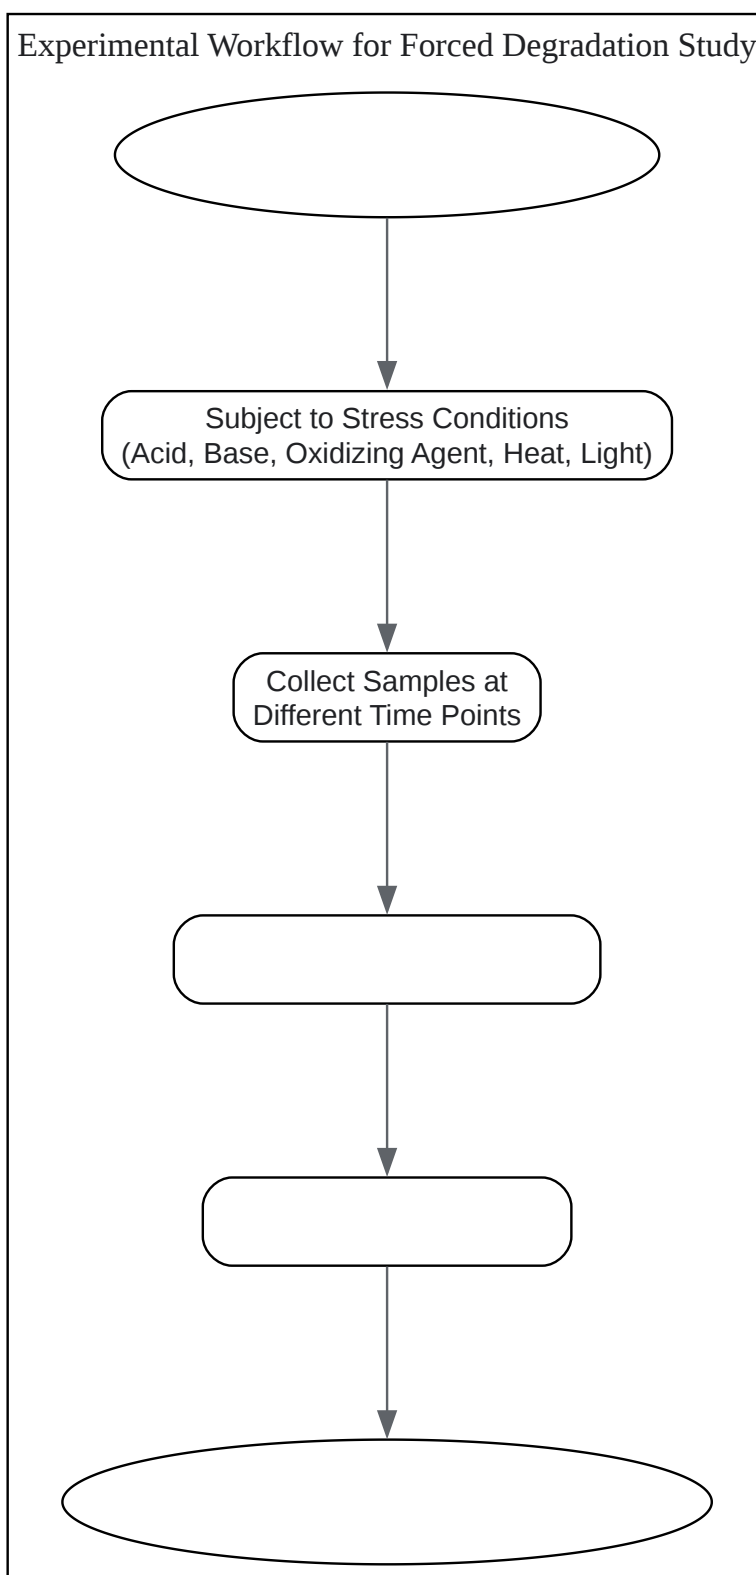 Experimental Workflow for Forced Degradation Study
Subject to Stress Conditions
(Acid, Base, Oxidizing Agent, Heat, Light)
Collect Samples at
Different Time Points